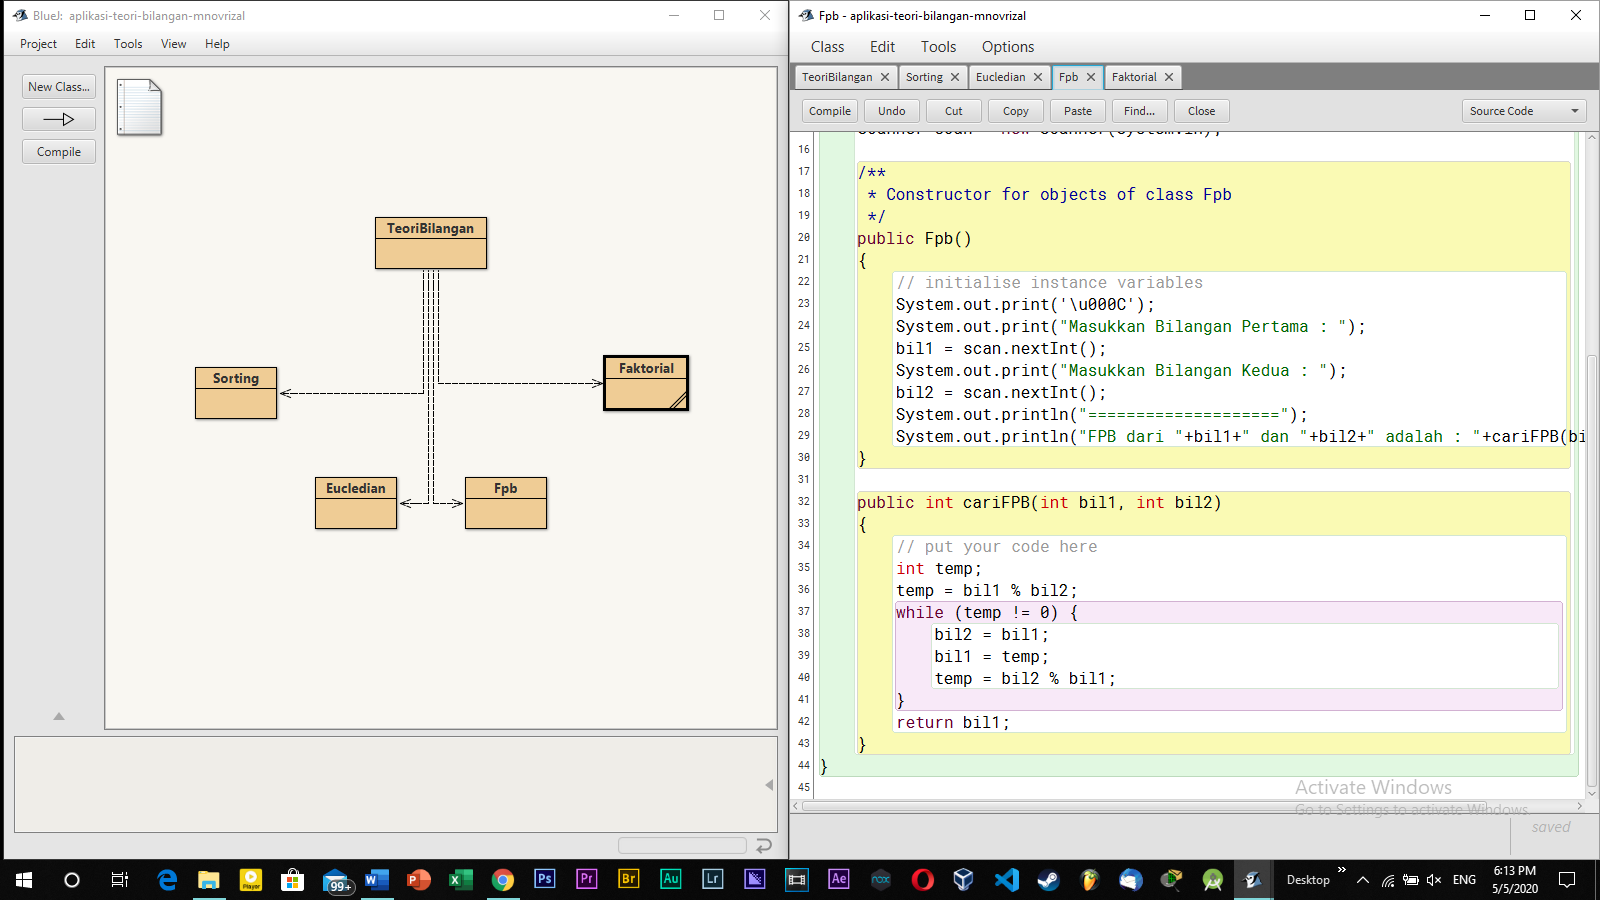 BlueJ: aplikasi-teori-bilangan-mnovrizal
Project Edit Tools View Help
New Class...
Compile
TeoriBilangan
Sorting
Faktorial
Eucledian
Fpb
Fpb - aplikasi-teori-bilangan-mnovrizal
Class Edit Tools Options
TeoriBilangan Sorting Eucledian Fpb Faktorial
Compile Undo Cut Copy Paste Find... Close Source Code
16
17 /**
18 * Constructor for objects of class Fpb
19 */
20 public Fpb()
21 {
22 // initialise instance variables
23 System.out.print('\u000C');
24 System.out.print("Masukkan Bilangan Pertama : ");
25 bil1 = scan.nextInt();
26 System.out.print("Masukkan Bilangan Kedua : ");
27 bil2 = scan.nextInt();
28 System.out.println("====================");
29 System.out.println("FPB dari "+bil1+" dan "+bil2+" adalah : "+cariFPB(bi
30 }
31
32 public int cariFPB(int bil1, int bil2)
33 {
34 // put your code here
35 int temp;
36 temp = bil1 % bil2;
37 while (temp != 0) {
38 bil2 = bil1;
39 bil1 = temp;
40 temp = bil2 % bil1;
41 }
42 return bil1;
43 }
44 }
45
Activate Windows
Go to Settings to activate Windows.
saved
99+
Player
Ps Pr Br Au Lr Ae
Desktop
ENG
6:13 PM
5/5/2020